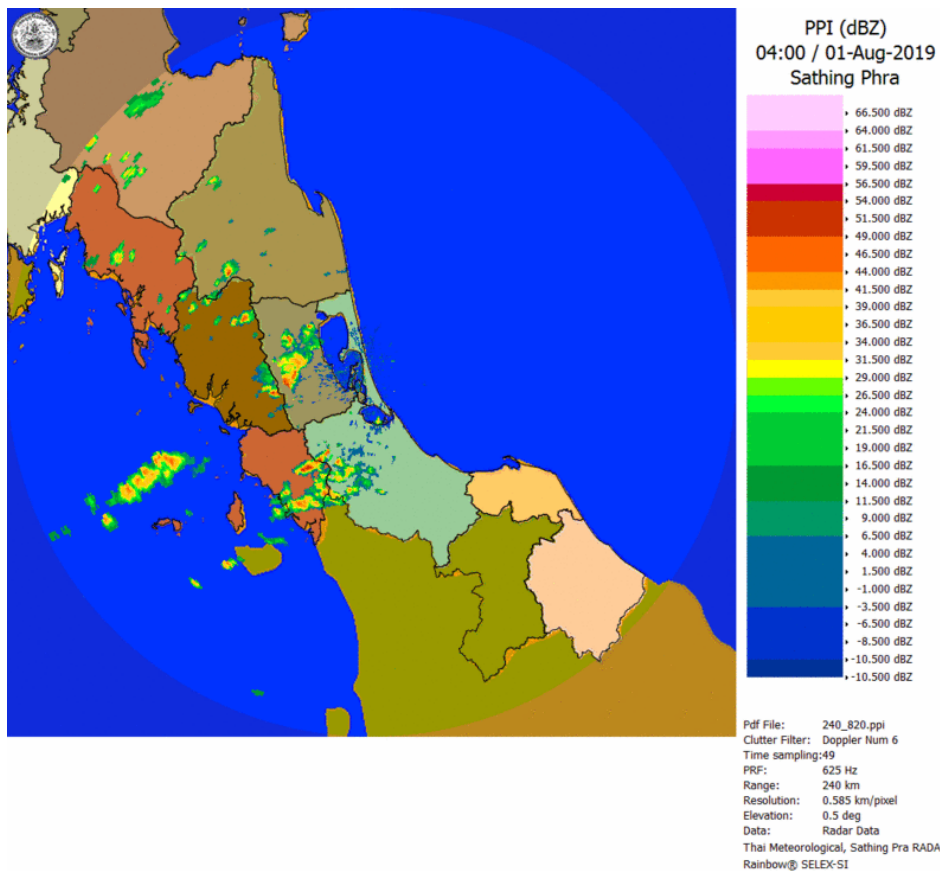 PPI (dBZ)
04:00 / 01-Aug-2019
Sathing Phra
66.500 dBZ
64.000 dBZ
61.500 dBZ
59.500 dBZ
56.500 dBZ
54.000 dBZ
51.500 dBZ
49.000 dBZ
46.500 dBZ
44.000 dBZ
41.500 dBZ
39.000 dBZ
36.500 dBZ
34.000 dBZ
31.500 dBZ
29.000 dBZ
26.500 dBZ
24.000 dBZ
21.500 dBZ
19.000 dBZ
16.500 dBZ
14.000 dBZ
11.500 dBZ
9.000 dBZ
6.500 dBZ
4.000 dBZ
1.500 dBZ
-1.000 dBZ
-3.500 dBZ
-6.500 dBZ
-8.500 dBZ
-10.500 dBZ
-10.500 dBZ
Pdf File: 240_820.ppi
Clutter Filter: Doppler Num 6
Time sampling:49
PRF: 625 Hz
Range: 240 km
Resolution: 0.585 km/pixel
Elevation: 0.5 deg
Data: Radar Data
Thai Meteorological, Sathing Pra RADA
Rainbow® SELEX-SI